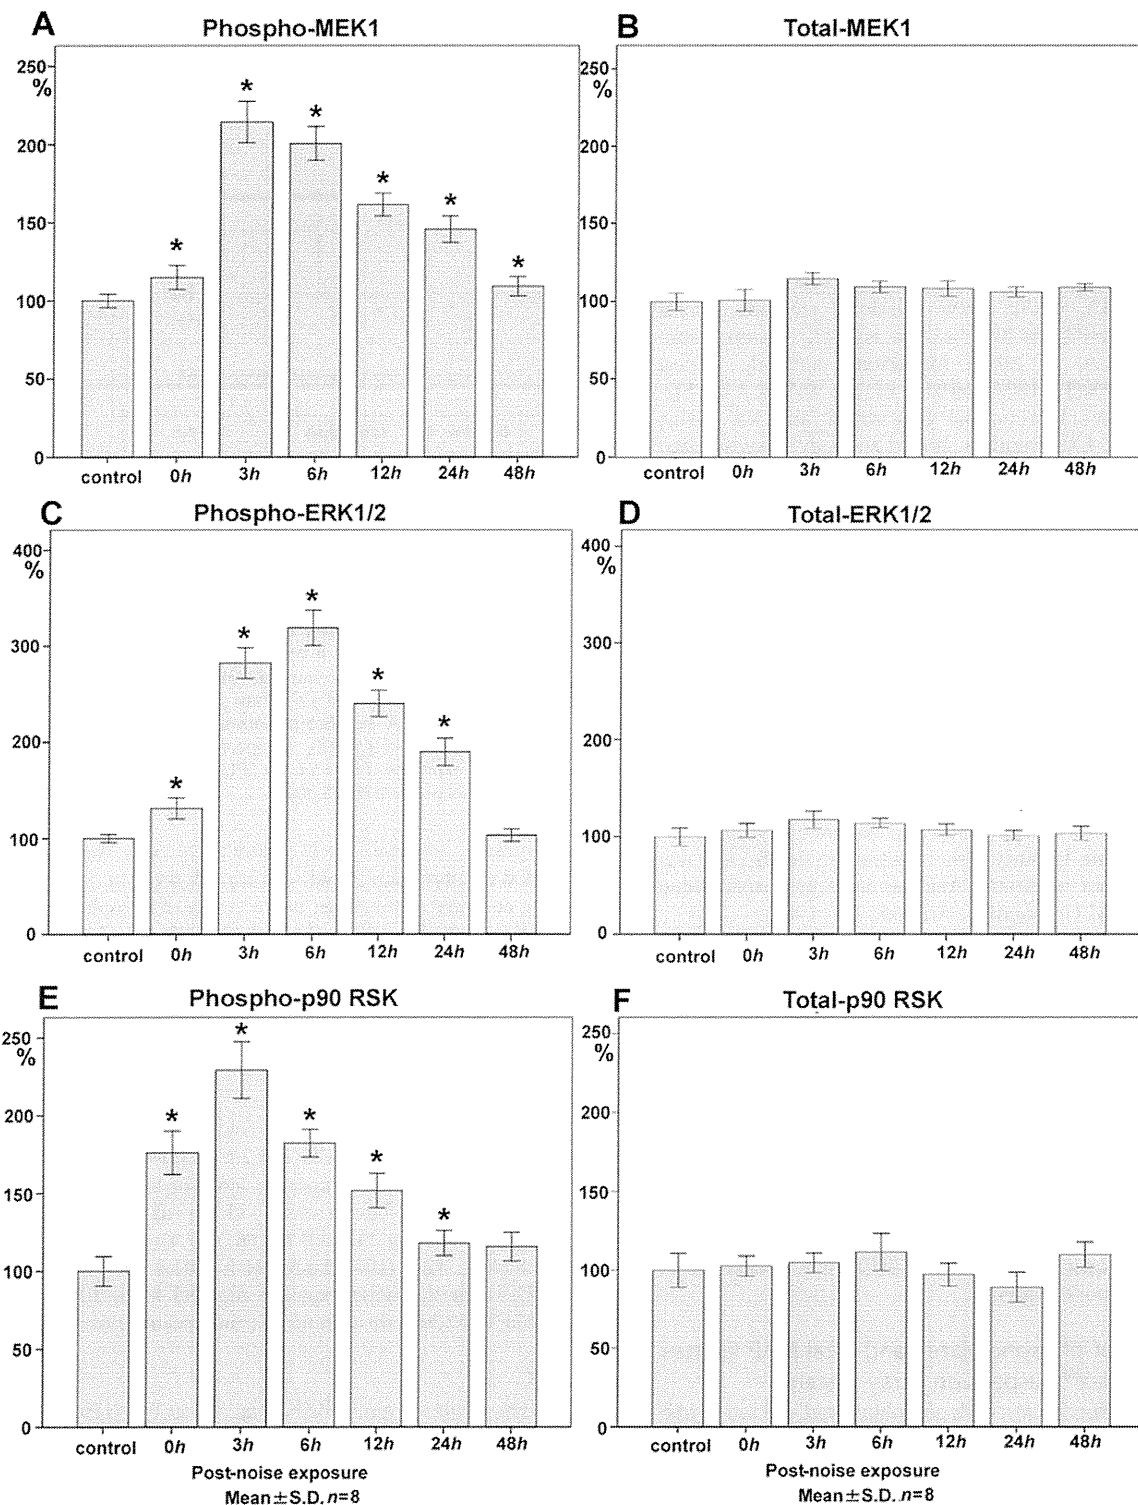 A Phospho-MEK1
250
%
200
150
100
50
0
* * * * * *
control 0h 3h 6h 12h 24h 48h
B Total-MEK1
250
%
200
150
100
50
0
control 0h 3h 6h 12h 24h 48h
C Phospho-ERK1/2
400
%
300
200
100
0
* * * * *
control 0h 3h 6h 12h 24h 48h
D Total-ERK1/2
400
%
300
200
100
0
control 0h 3h 6h 12h 24h 48h
E Phospho-p90 RSK
250
%
200
150
100
50
0
* * * * *
control 0h 3h 6h 12h 24h 48h
Post-noise exposure
Mean±S.D. n=8
F Total-p90 RSK
250
%
200
150
100
50
0
control 0h 3h 6h 12h 24h 48h
Post-noise exposure
Mean±S.D. n=8